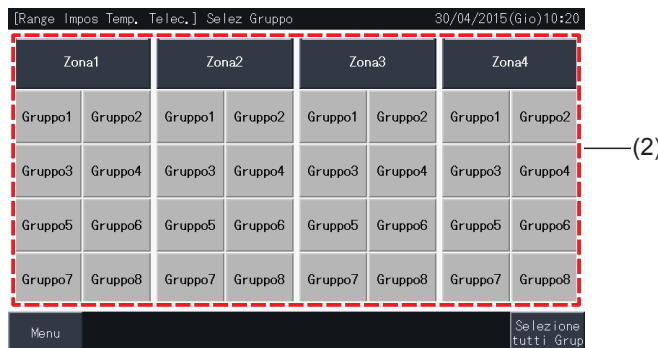 [Range Impos Temp. Telec.] Selez Gruppo 30/04/2015(Gio)10:20
Zona1 Zona2 Zona3 Zona4
Gruppo1 Gruppo2 Gruppo1 Gruppo2 Gruppo1 Gruppo2 Gruppo1 Gruppo2
(2)
Gruppo3 Gruppo4 Gruppo3 Gruppo4 Gruppo3 Gruppo4 Gruppo3 Gruppo4
Gruppo5 Gruppo6 Gruppo5 Gruppo6 Gruppo5 Gruppo6 Gruppo5 Gruppo6
Gruppo7 Gruppo8 Gruppo7 Gruppo8 Gruppo7 Gruppo8 Gruppo7 Gruppo8
Menu
Selezione
tutti Grup